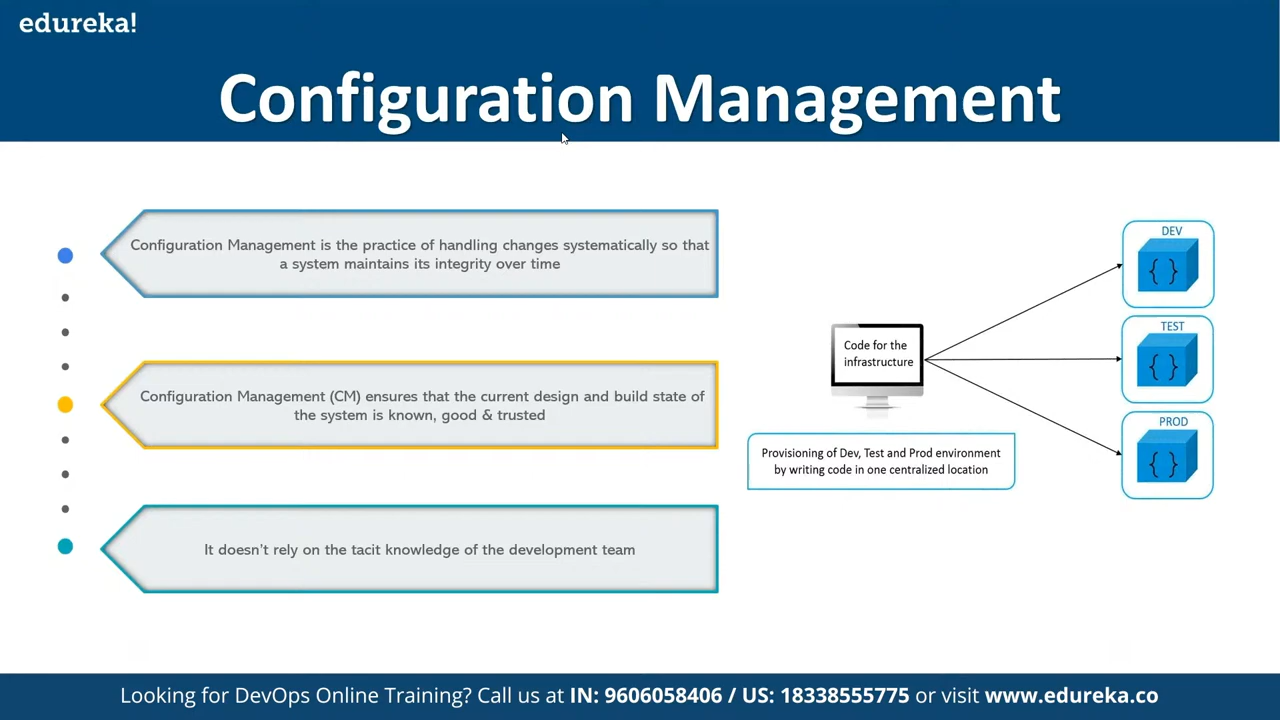 edureka!
Configuration Management
Configuration Management is the practice of handling changes systematically so that
a system maintains its integrity over time
Configuration Management (CM) ensures that the current design and build state of
the system is known, good & trusted
It doesn't rely on the tacit knowledge of the development team
Code for the
infrastructure
Provisioning of Dev, Test and Prod environment
by writing code in one centralized location
DEV
{ }
TEST
{ }
PROD
{ }
Looking for DevOps Online Training? Call us at IN: 9606058406 / US: 18338555775 or visit www.edureka.co